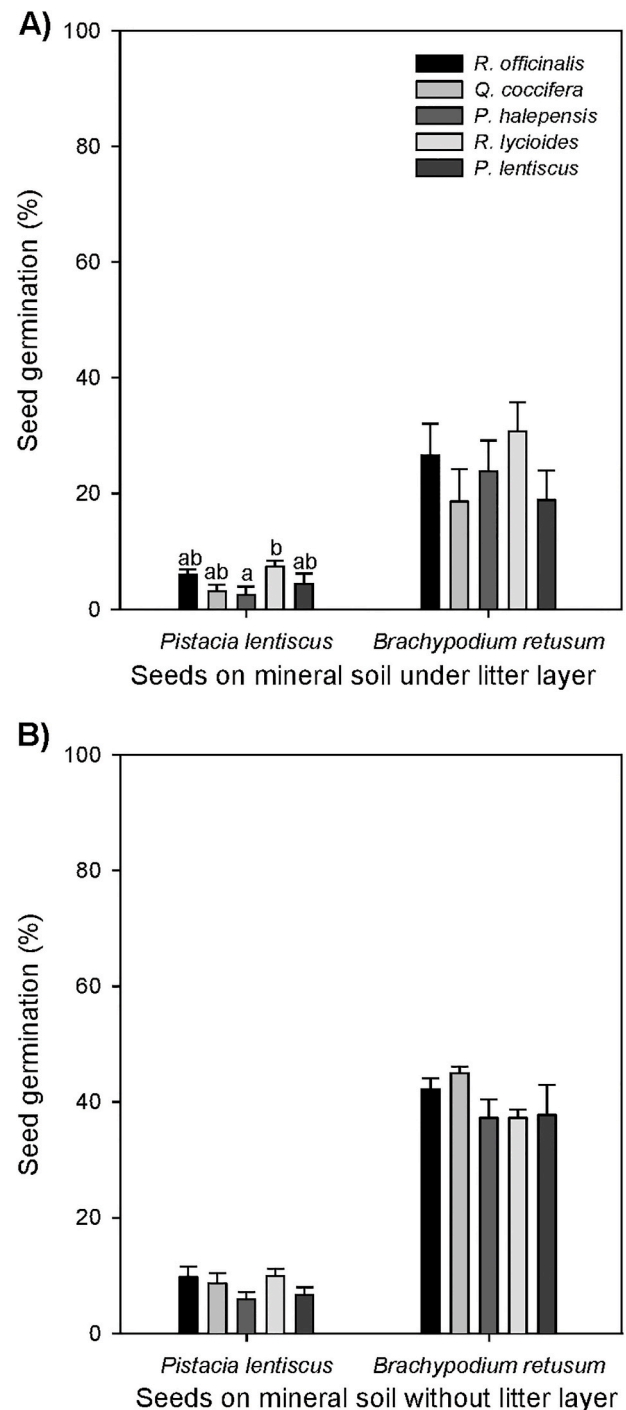 A)
100
80
60
40
20
0
Seed germination (%)
R. officinalis
Q. coccifera
P. halepensis
R. lycioides
P. lentiscus
ab ab a b ab
Pistacia lentiscus Brachypodium retusum
Seeds on mineral soil under litter layer
B)
100
80
60
40
20
0
Seed germination (%)
Pistacia lentiscus Brachypodium retusum
Seeds on mineral soil without litter layer